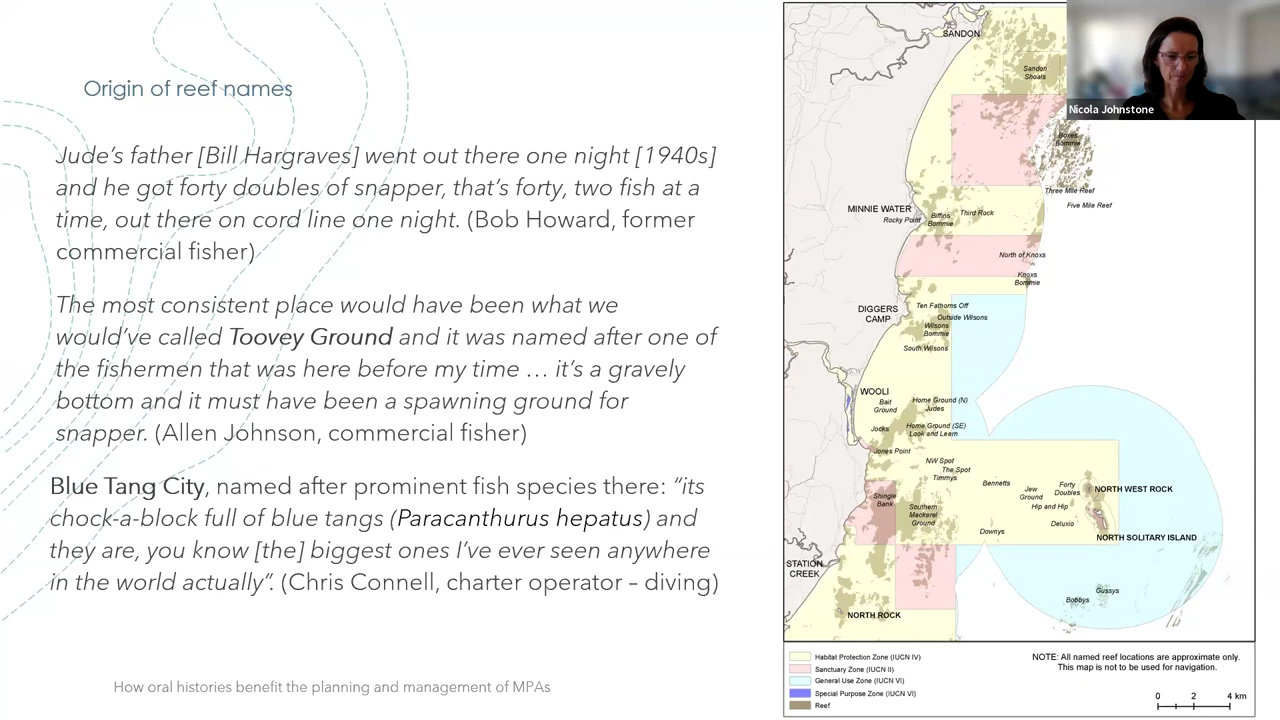 Origin of reef names
Jude's father [Bill Hargraves] went out there one night [1940s]
and he got forty doubles of snapper, that's forty, two fish at a
time, out there on cord line one night. (Bob Howard, former
commercial fisher)
The most consistent place would have been what we
would've called Toovey Ground and it was named after one of
the fishermen that was here before my time … it's a gravely
bottom and it must have been a spawning ground for
snapper. (Allen Johnson, commercial fisher)
Blue Tang City, named after prominent fish species there: "its
chock-a-block full of blue tangs (Paracanthurus hepatus) and
they are, you know [the] biggest ones I've ever seen anywhere
in the world actually". (Chris Connell, charter operator – diving)
How oral histories benefit the planning and management of MPAs
SANDON
Sandon
Shoals
Nicola Johnstone
Boxes
Bommie
Three Mile Reef
Five Mile Reef
MINNIE WATER
Rocky Point
Biffins
Bommie
Third Rock
North of Knoxs
Knoxs
Bommie
DIGGERS
CAMP
Ten Fathoms Off
Outside Wilsons
Wilsons
Bommie
South Wilsons
WOOLI
Bait
Ground
Home Ground (N)
Judes
Jocks
Home Ground (SE)
Look and Learn
Jones Point
NW Spot
The Spot
Timmys
Bennetts
Jew
Ground
Forty
Doubles
Hip and Hip
NORTH WEST ROCK
Shingle
Bank
Southern
Mackerel
Ground
Deluxio
Downys
NORTH SOLITARY ISLAND
STATION
CREEK
Bobbys
Gussys
NORTH ROCK
Habitat Protection Zone (IUCN IV)
Sanctuary Zone (IUCN II)
General Use Zone (IUCN VI)
Special Purpose Zone (IUCN VI)
Reef
NOTE: All named reef locations are approximate only.
This map is not to be used for navigation.
0 2 4 km